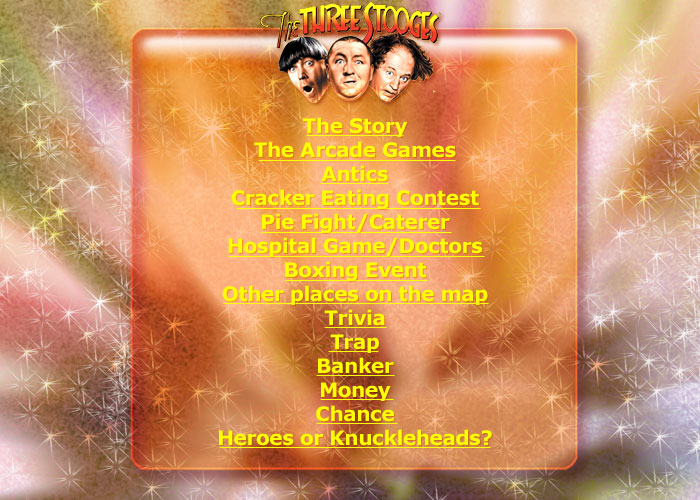 The THREE STOOGES
The Story
The Arcade Games
Antics
Cracker Eating Contest
Pie Fight/Caterer
Hospital Game/Doctors
Boxing Event
Other places on the map
Trivia
Trap
Banker
Money
Chance
Heroes or Knuckleheads?